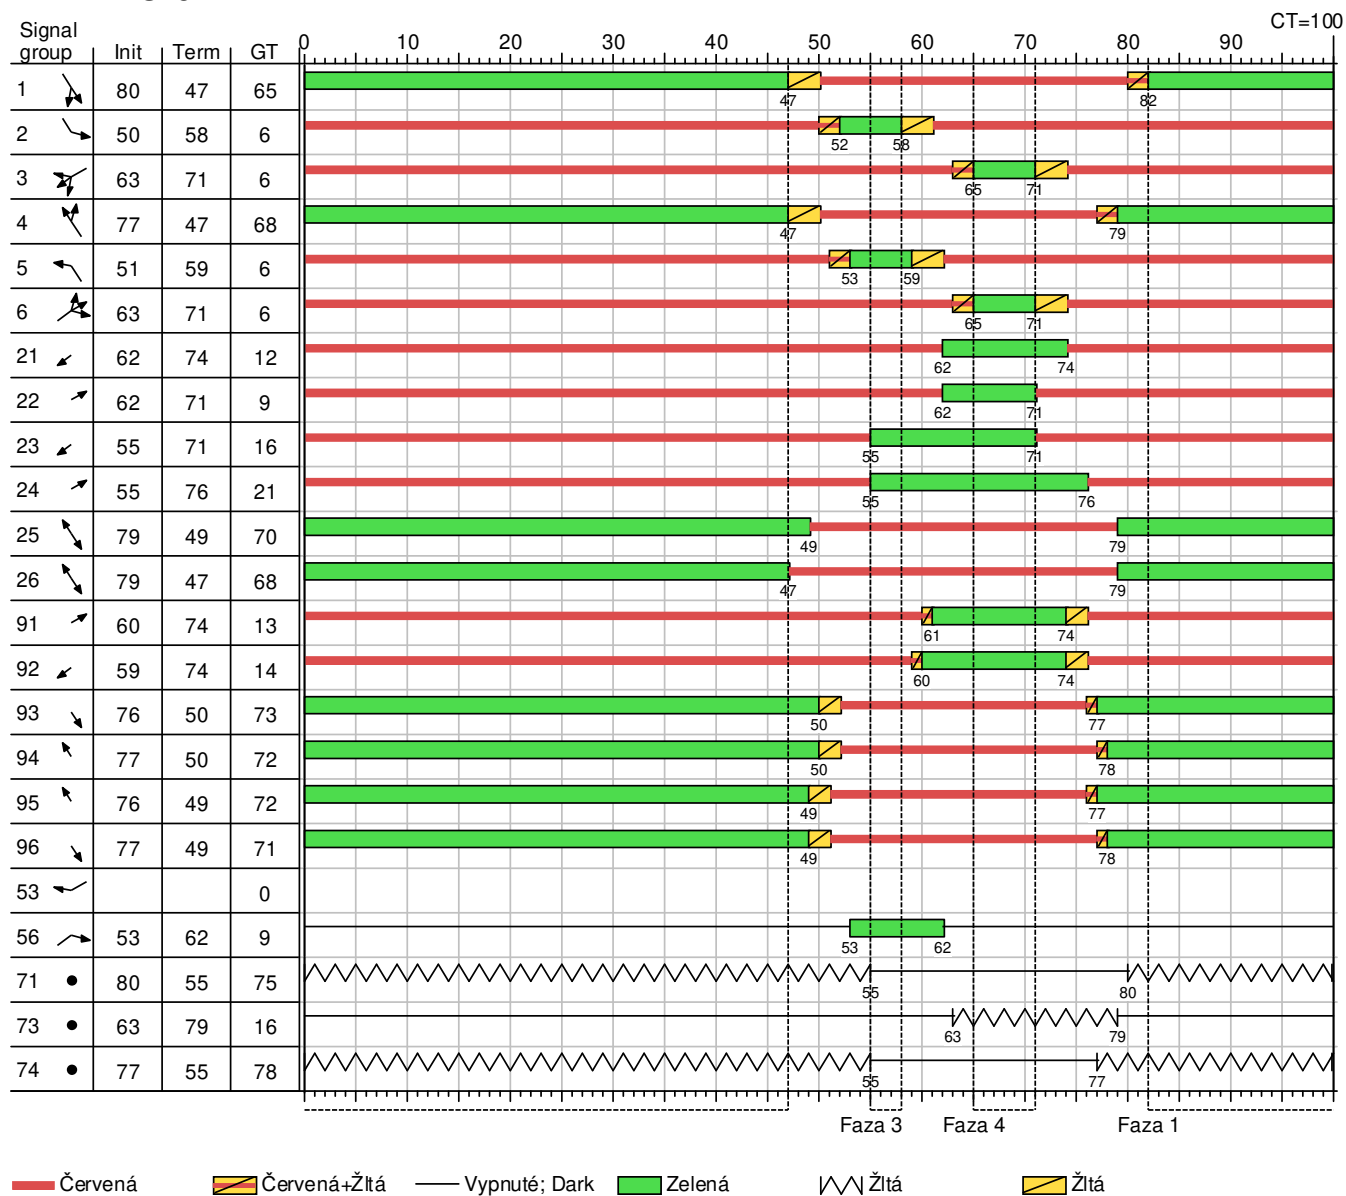 CT=100
Signal
group Init Term GT 0 10 20 30 40 50 60 70 80 90
1 80 47 65
47 82
2 50 58 6
52 58
3 63 71 6
65 71
4 77 47 68
47 79
5 51 59 6
53 59
6 63 71 6
65 71
21 62 74 12
62 74
22 62 71 9
62 71
23 55 71 16
55 71
24 55 76 21
55 76
25 79 49 70
49 79
26 79 47 68
47 79
91 60 74 13
61 74
92 59 74 14
60 74
93 76 50 73
50 77
94 77 50 72
50 78
95 76 49 72
49 77
96 77 49 71
49 78
53 0
56 53 62 9
53 62
71 80 55 75
55 80
73 63 79 16
63 79
74 77 55 78
55 77
Faza 3 Faza 4 Faza 1
Červená Červená+Žltá Vypnuté; Dark Zelená Žltá Žltá